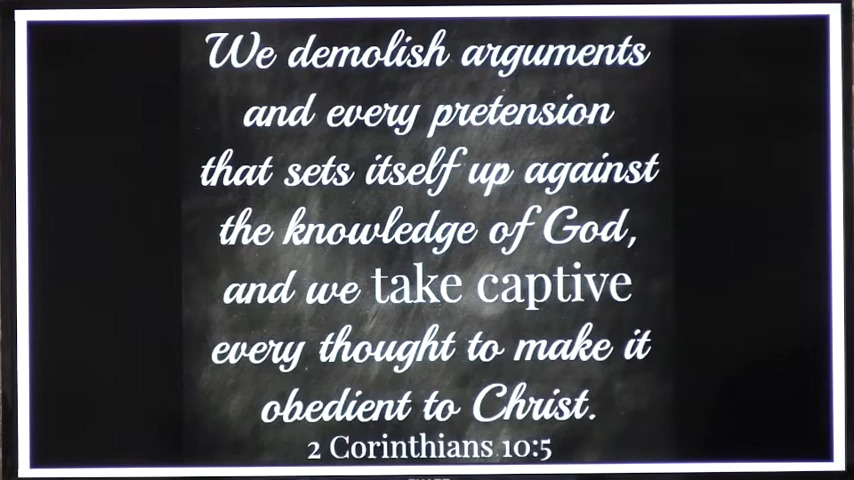 We demolish arguments
and every pretension
that sets itself up against
the knowledge of God,
and we take captive
every thought to make it
obedient to Christ.
2 Corinthians 10:5